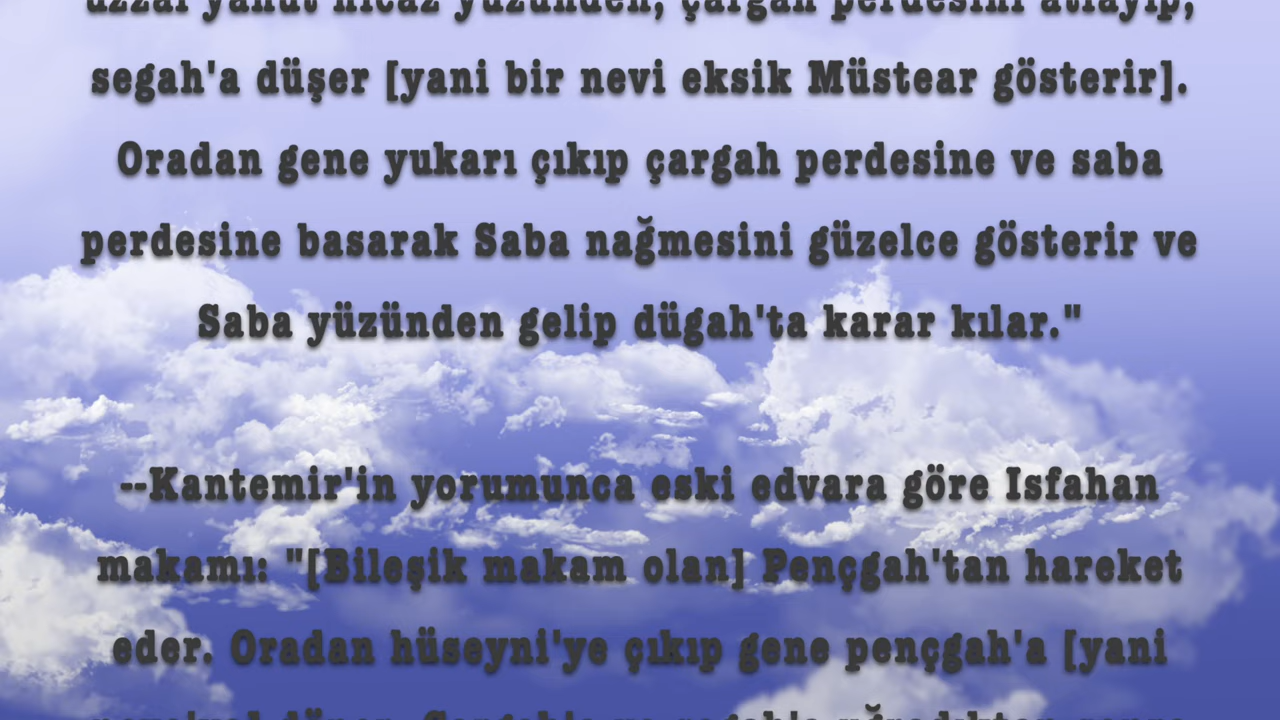 uzzal yahut hicaz yüzünden, çargah perdesini atlayıp,
segah'a düşer [yani bir nevi eksik Müstear gösterir].
Oradan gene yukarı çıkıp çargah perdesine ve saba
perdesine basarak Saba nağmesini güzelce gösterir ve
Saba yüzünden gelip dügah'ta karar kılar."
--Kantemir'in yorumunca eski edvara göre Isfahan
makamı: "[Bileşik makam olan] Pençgah'tan hareket
eder. Oradan hüseyni'ye çıkıp gene pençgah'a [yani